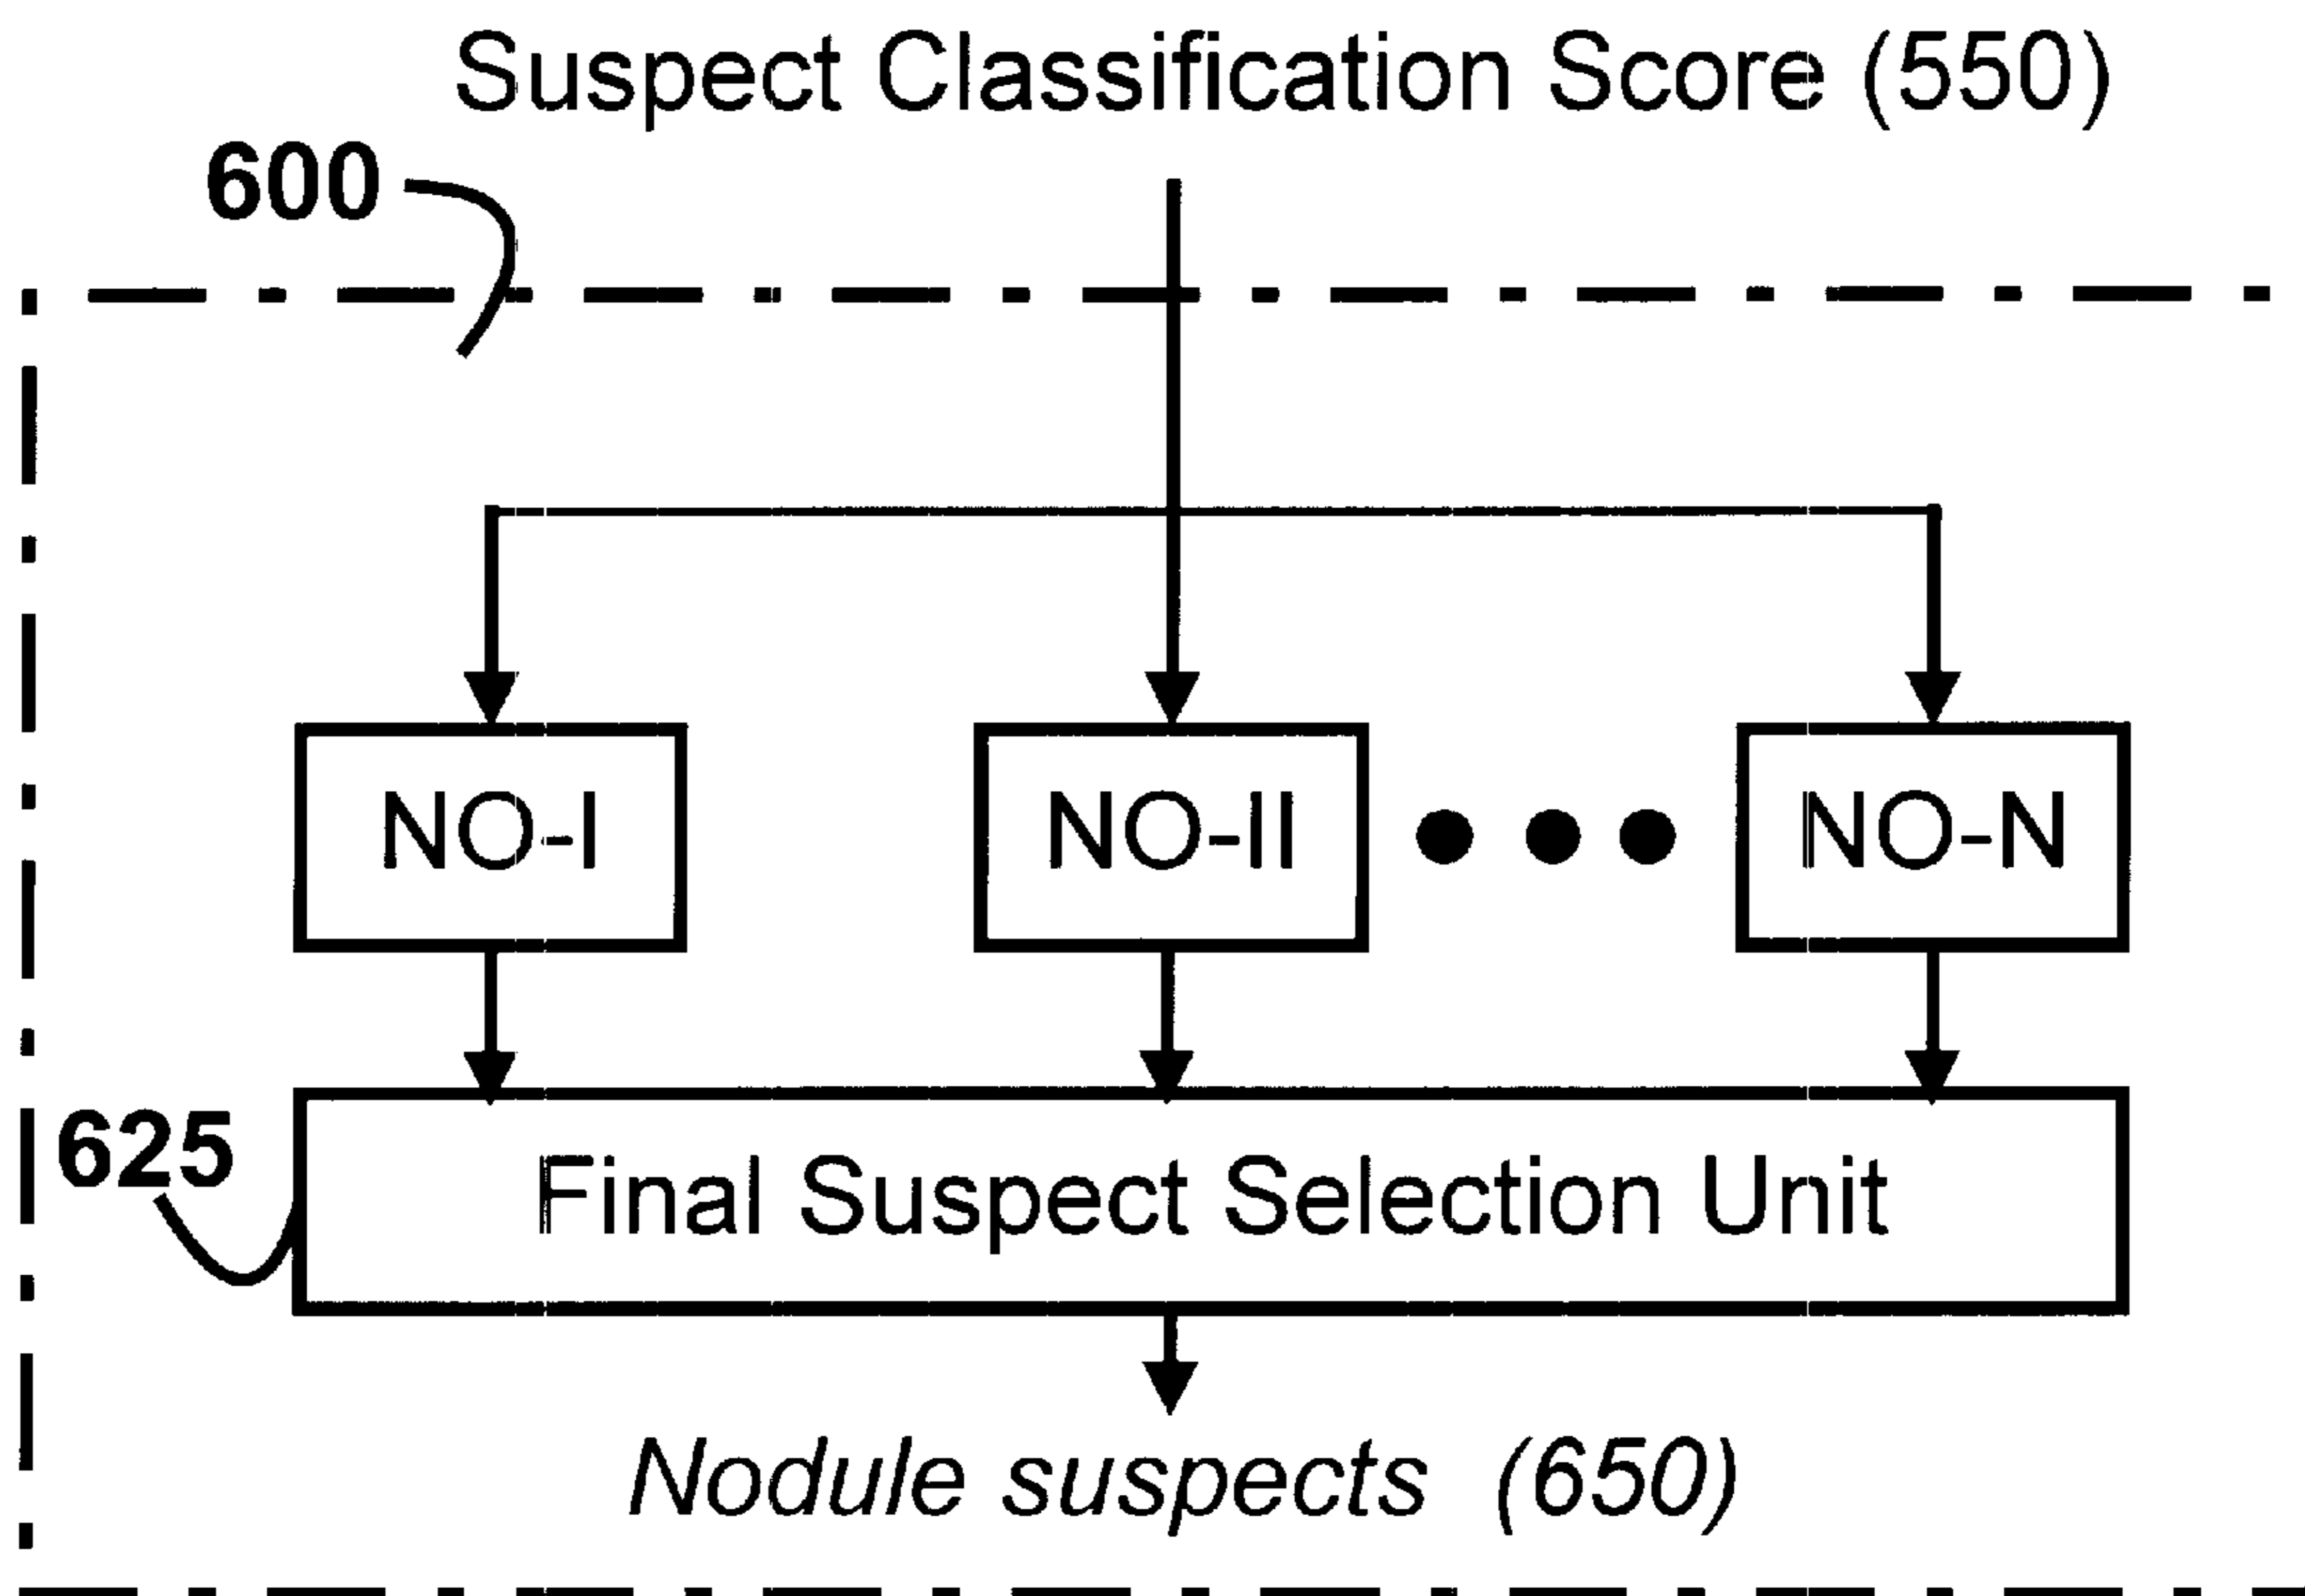 Suspect Classification Score (550)
600
NO-I
NO-II
NO-N
625
Final Suspect Selection Unit
Nodule suspects (650)